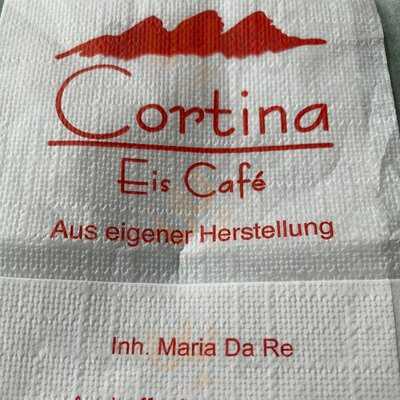 Cortina
Eis Café
Aus eigener Herstellung
Inh. Maria Da Re